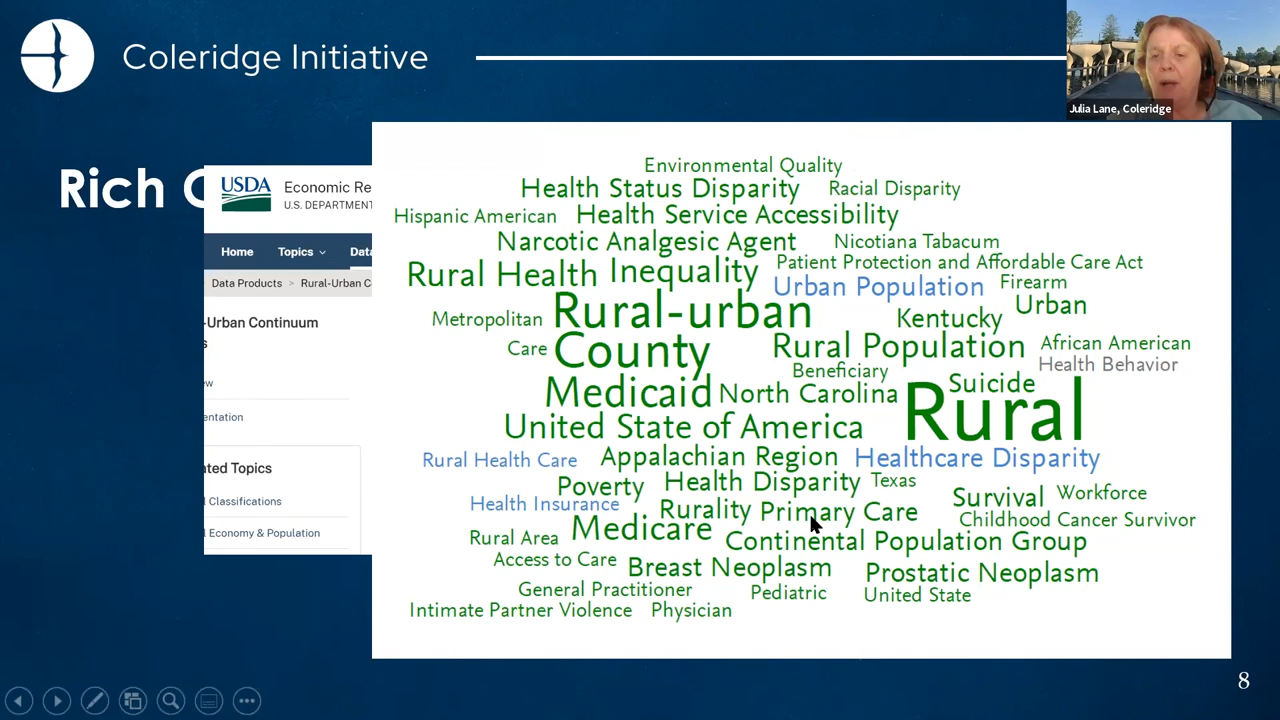 Coleridge Initiative
Julia Lane, Coleridge
Rich
USDA
Economic Re
U.S. DEPARTMENT
Home Topics Data
Data Products > Rural-Urban C
-Urban Continuum
s
ew
entation
ated Topics
l Classifications
l Economy & Population
Environmental Quality
Health Status Disparity Racial Disparity
Hispanic American Health Service Accessibility
Narcotic Analgesic Agent Nicotiana Tabacum
Patient Protection and Affordable Care Act
Rural Health Inequality
Urban Population Firearm
Rural-urban Urban
Metropolitan Kentucky
Care County Rural Population African American
Beneficiary Health Behavior
Medicaid North Carolina Suicide
Rural
United State of America
Rural Health Care Appalachian Region Healthcare Disparity
Poverty Health Disparity Texas
Health Insurance Survival Workforce
Rurality Primary Care Childhood Cancer Survivor
Rural Area Medicare Continental Population Group
Access to Care Breast Neoplasm Prostatic Neoplasm
General Practitioner Pediatric United State
Intimate Partner Violence Physician
8